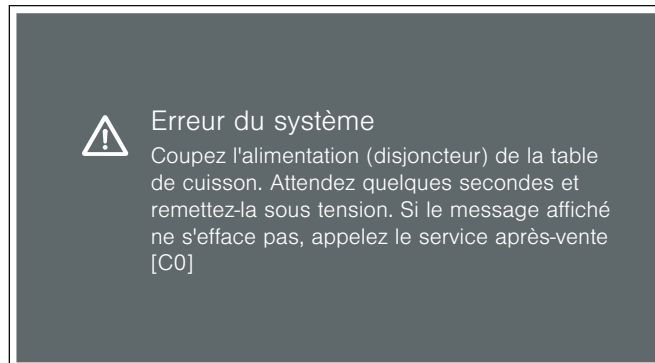 Erreur du système
Coupez l'alimentation (disjoncteur) de la table
de cuisson. Attendez quelques secondes et
remettez-la sous tension. Si le message affiché
ne s'efface pas, appelez le service après-vente
[C0]